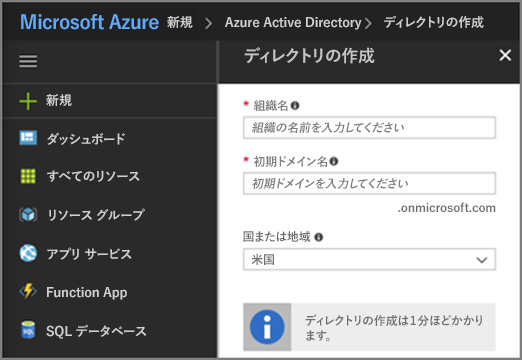 Microsoft Azure 新規 > Azure Active Directory > ディレクトリの作成
ディレクトリの作成
新規
ダッシュボード
すべてのリソース
リソース グループ
アプリ サービス
Function App
SQL データベース
* 組織名
組織の名前を入力してください
* 初期ドメイン名
初期ドメインを入力してください
.onmicrosoft.com
国または地域
米国
ディレクトリの作成は1分ほどかかり
ます。